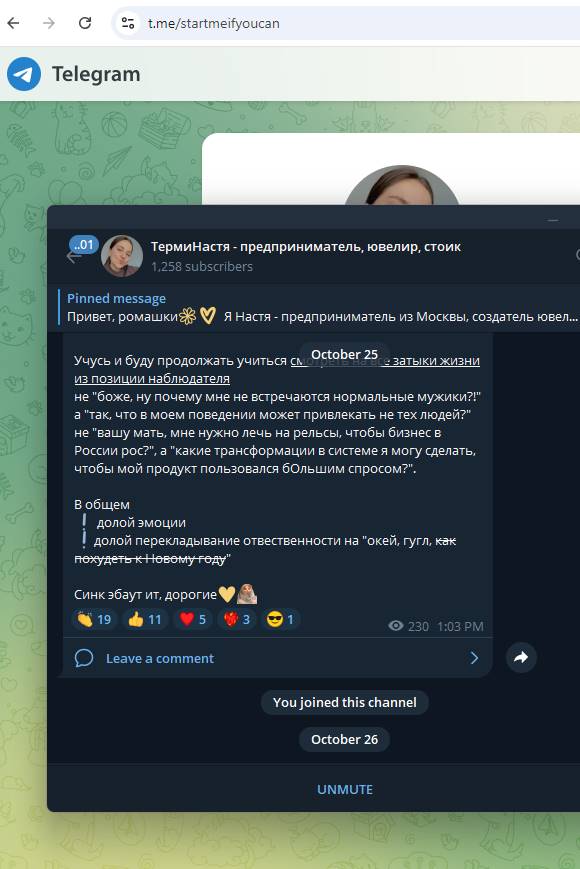 t.me/startmeifyoucan
Telegram
..01
ТермиНастя - предприниматель, ювелир, стоик
1,258 subscribers
Pinned message
Привет, ромашки Я Настя - предприниматель из Москвы, создатель ювел...
October 25
Учусь и буду продолжать учиться смотреть на все затыки жизни
из позиции наблюдателя
не "боже, ну почему мне не встречаются нормальные мужики?!"
а "так, что в моем поведении может привлекать не тех людей?"
не "вашу мать, мне нужно лечь на рельсы, чтобы бизнес в
России рос?", а "какие трансформации в системе я могу сделать,
чтобы мой продукт пользовался бОльшим спросом?".
В общем
❕ долой эмоции
❕ долой перекладывание отвественности на "окей, гугл, как
похудеть к Новому году"
Синк эбаут ит, дорогие
19 11 5 3 1
230 1:03 PM
Leave a comment
You joined this channel
October 26
UNMUTE